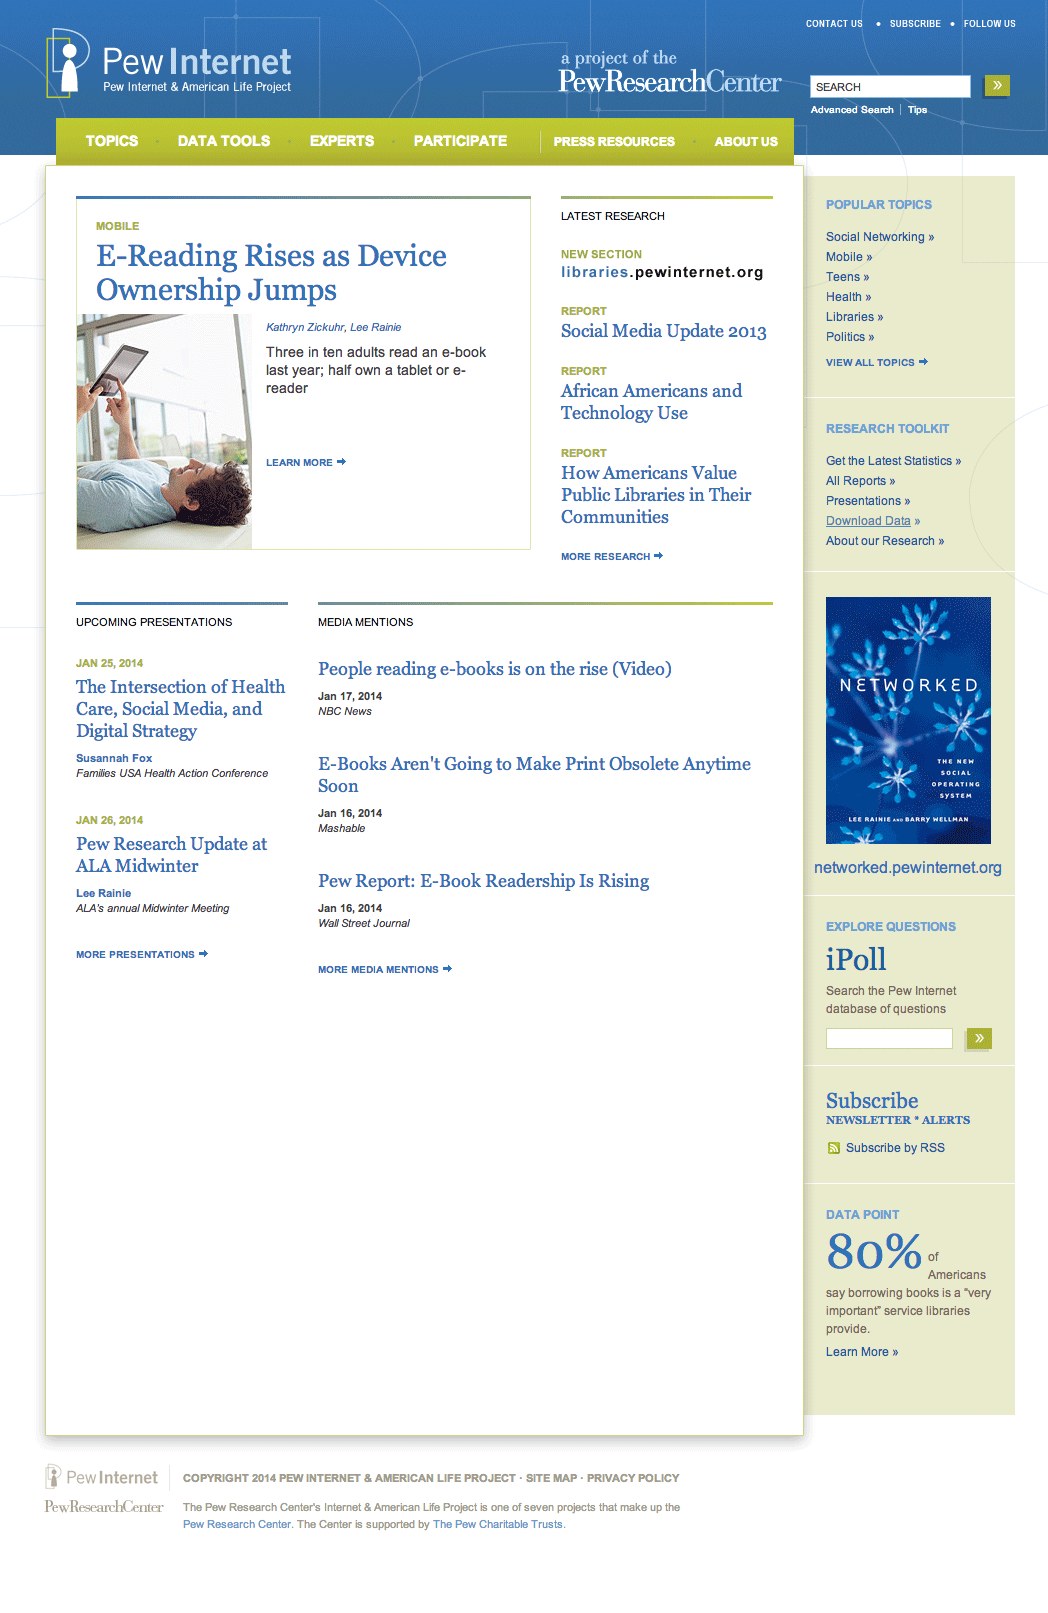 CONTACT US • SUBSCRIBE • FOLLOW US
Pew Internet
Pew Internet & American Life Project
a project of the
PewResearchCenter
SEARCH
»
Advanced Search | Tips
TOPICS · DATA TOOLS · EXPERTS · PARTICIPATE | PRESS RESOURCES · ABOUT US
MOBILE
E-Reading Rises as Device
Ownership Jumps
Kathryn Zickuhr, Lee Rainie
Three in ten adults read an e-book
last year; half own a tablet or e-
reader
LEARN MORE
LATEST RESEARCH
NEW SECTION
libraries.pewinternet.org
REPORT
Social Media Update 2013
REPORT
African Americans and
Technology Use
REPORT
How Americans Value
Public Libraries in Their
Communities
MORE RESEARCH
UPCOMING PRESENTATIONS
JAN 25, 2014
The Intersection of Health
Care, Social Media, and
Digital Strategy
Susannah Fox
Families USA Health Action Conference
JAN 26, 2014
Pew Research Update at
ALA Midwinter
Lee Rainie
ALA's annual Midwinter Meeting
MORE PRESENTATIONS
MEDIA MENTIONS
People reading e-books is on the rise (Video)
Jan 17, 2014
NBC News
E-Books Aren't Going to Make Print Obsolete Anytime
Soon
Jan 16, 2014
Mashable
Pew Report: E-Book Readership Is Rising
Jan 16, 2014
Wall Street Journal
MORE MEDIA MENTIONS
POPULAR TOPICS
Social Networking »
Mobile »
Teens »
Health »
Libraries »
Politics »
VIEW ALL TOPICS
RESEARCH TOOLKIT
Get the Latest Statistics »
All Reports »
Presentations »
Download Data »
About our Research »
NETWORKED
THE NEW
SOCIAL
OPERATING
SYSTEM
LEE RAINIE AND BARRY WELLMAN
networked.pewinternet.org
EXPLORE QUESTIONS
iPoll
Search the Pew Internet
database of questions
»
Subscribe
NEWSLETTER * ALERTS
Subscribe by RSS
DATA POINT
80% of
Americans
say borrowing books is a “very
important” service libraries
provide.
Learn More »
Pew Internet
PewResearchCenter
COPYRIGHT 2014 PEW INTERNET & AMERICAN LIFE PROJECT · SITE MAP · PRIVACY POLICY
The Pew Research Center's Internet & American Life Project is one of seven projects that make up the
Pew Research Center. The Center is supported by The Pew Charitable Trusts.